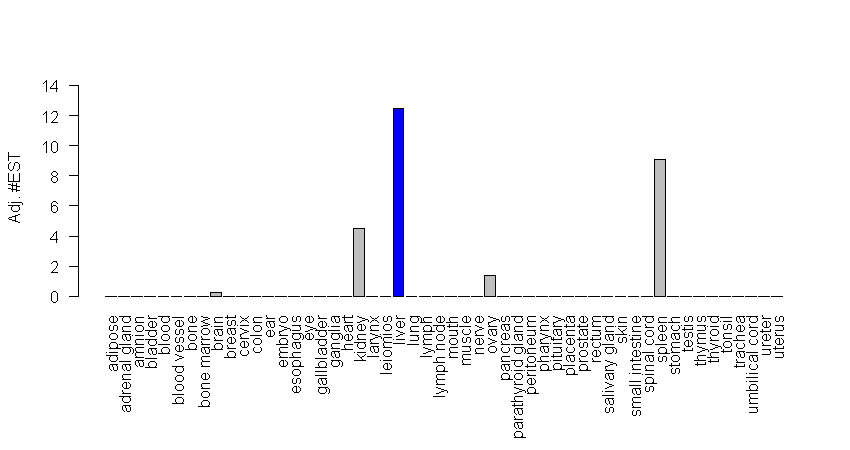 Adj. #EST
14
12
10
8
6
4
2
0
adipose
adrenal gland
amnion
bladder
blood
blood vessel
bone
bone marrow
brain
breast
cervix
colon
ear
embryo
esophagus
eye
gallbladder
ganglia
heart
kidney
larynx
leiomios
liver
lung
lymph
lymph node
mouth
muscle
nerve
ovary
pancreas
parathyroid gland
peritoneum
pharynx
pituitary
placenta
prostate
rectum
salivary gland
skin
small intestine
spinal cord
spleen
stomach
testis
thymus
thyroid
tonsil
trachea
umbilical cord
ureter
uterus